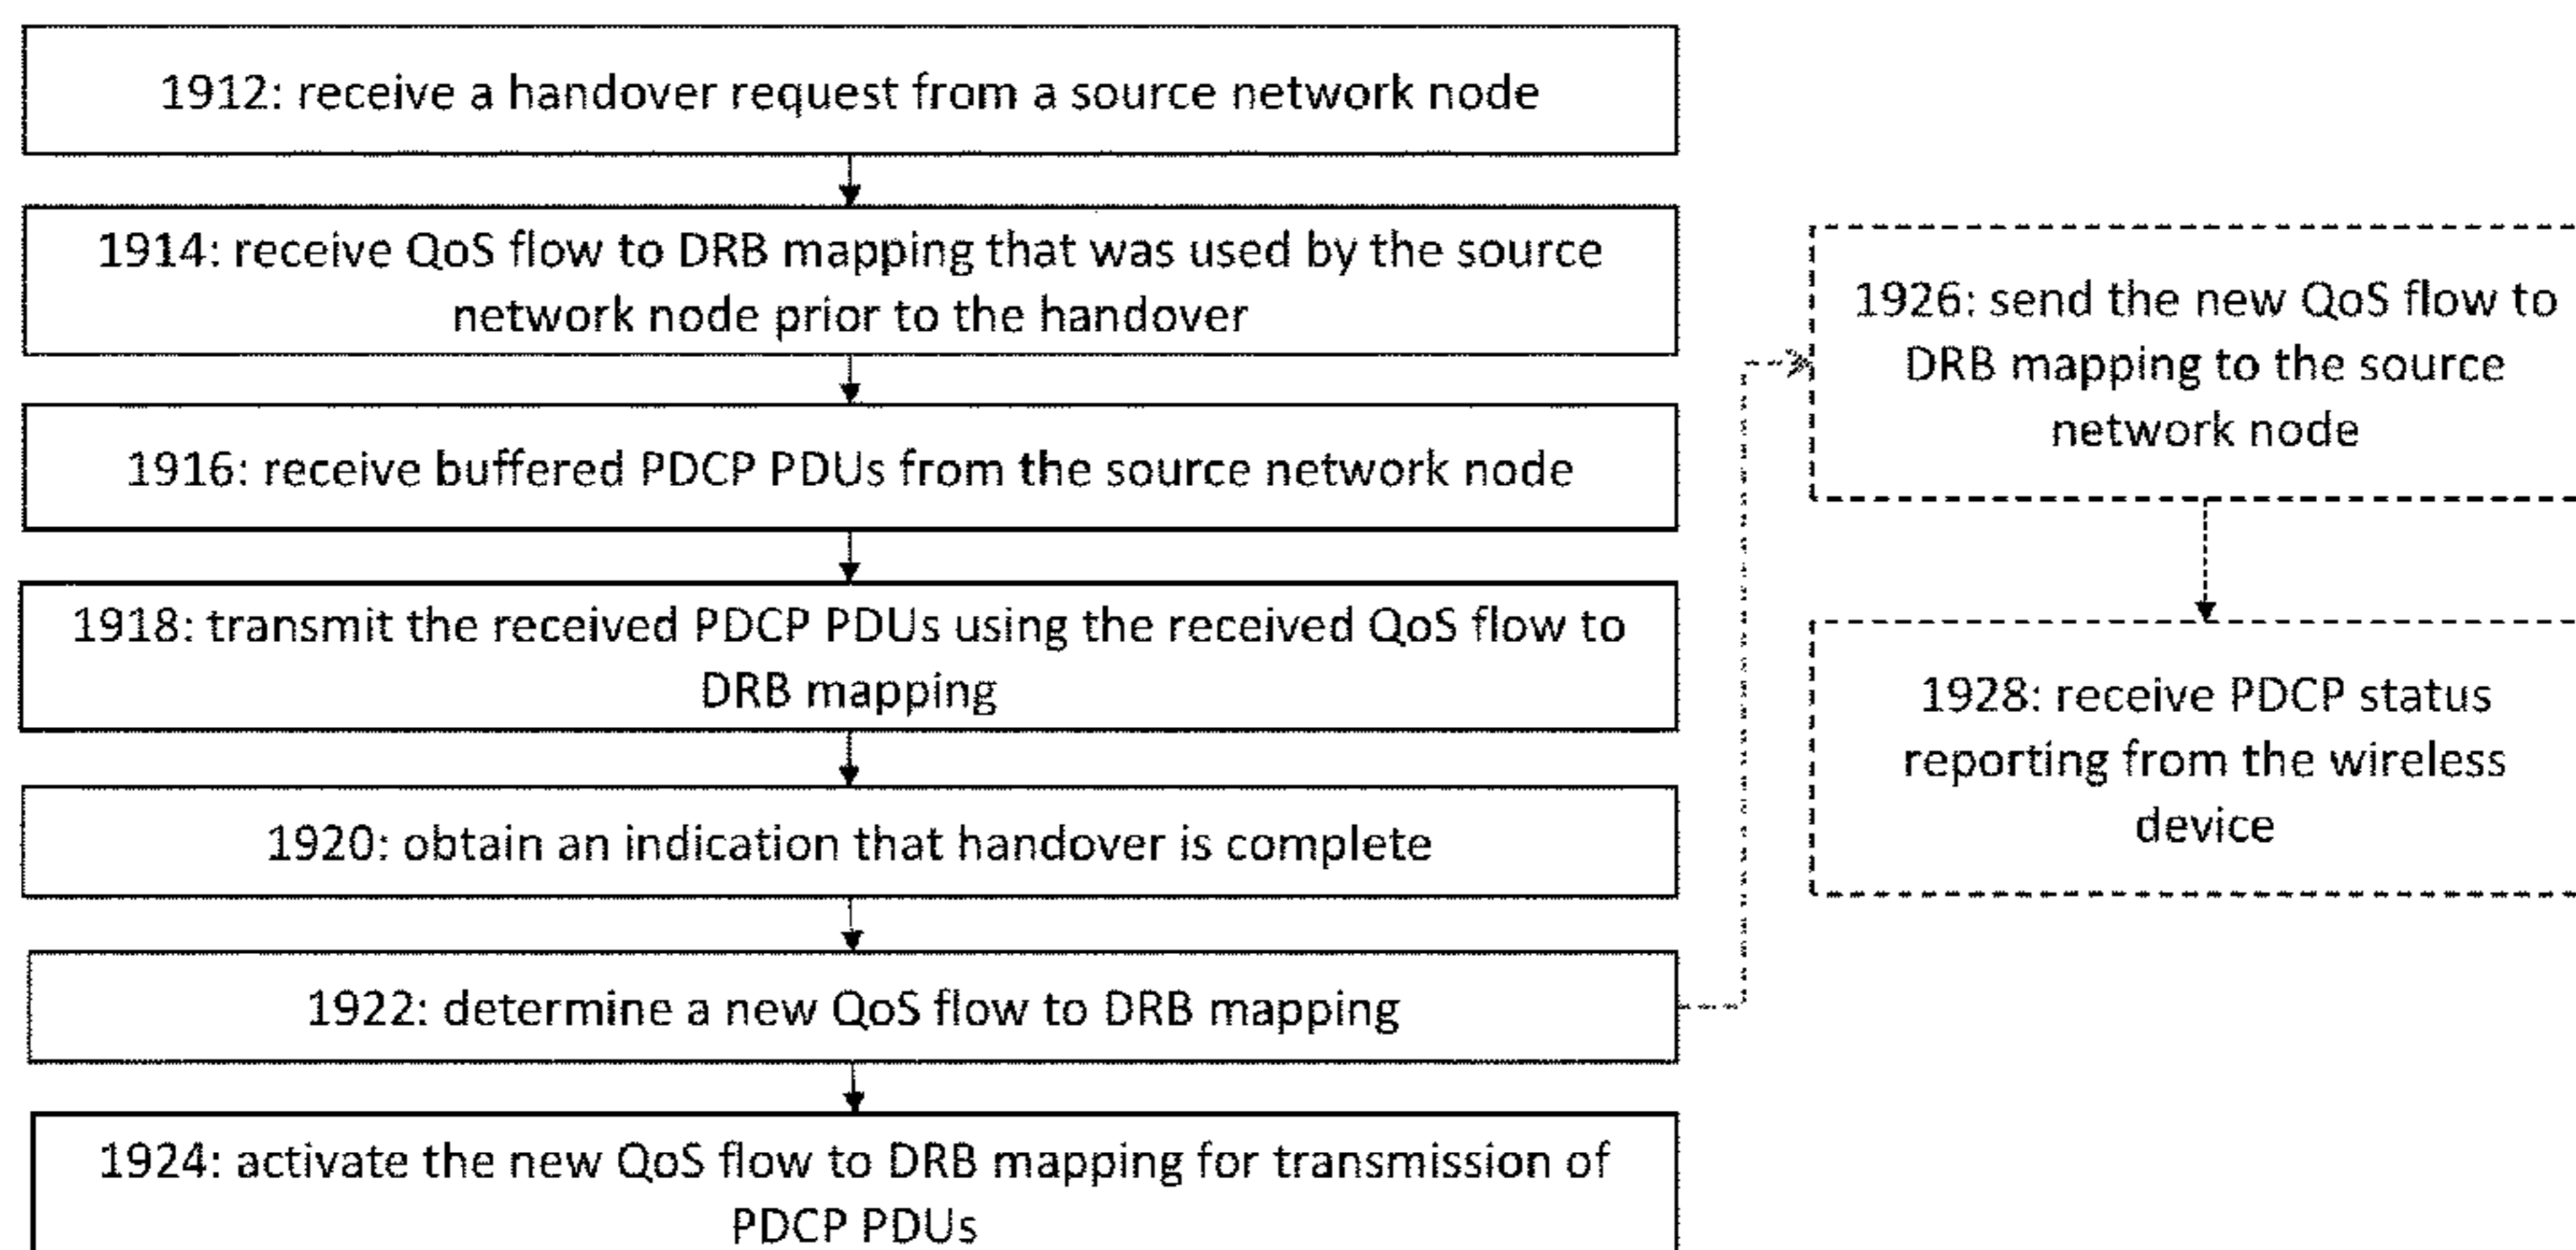 1912: receive a handover request from a source network node
1914: receive QoS flow to DRB mapping that was used by the source
network node prior to the handover
1916: receive buffered PDCP PDUs from the source network node
1918: transmit the received PDCP PDUs using the received QoS flow to
DRB mapping
1920: obtain an indication that handover is complete
1922: determine a new QoS flow to DRB mapping
1924: activate the new QoS flow to DRB mapping for transmission of
PDCP PDUs
1926: send the new QoS flow to
DRB mapping to the source
network node
1928: receive PDCP status
reporting from the wireless
device